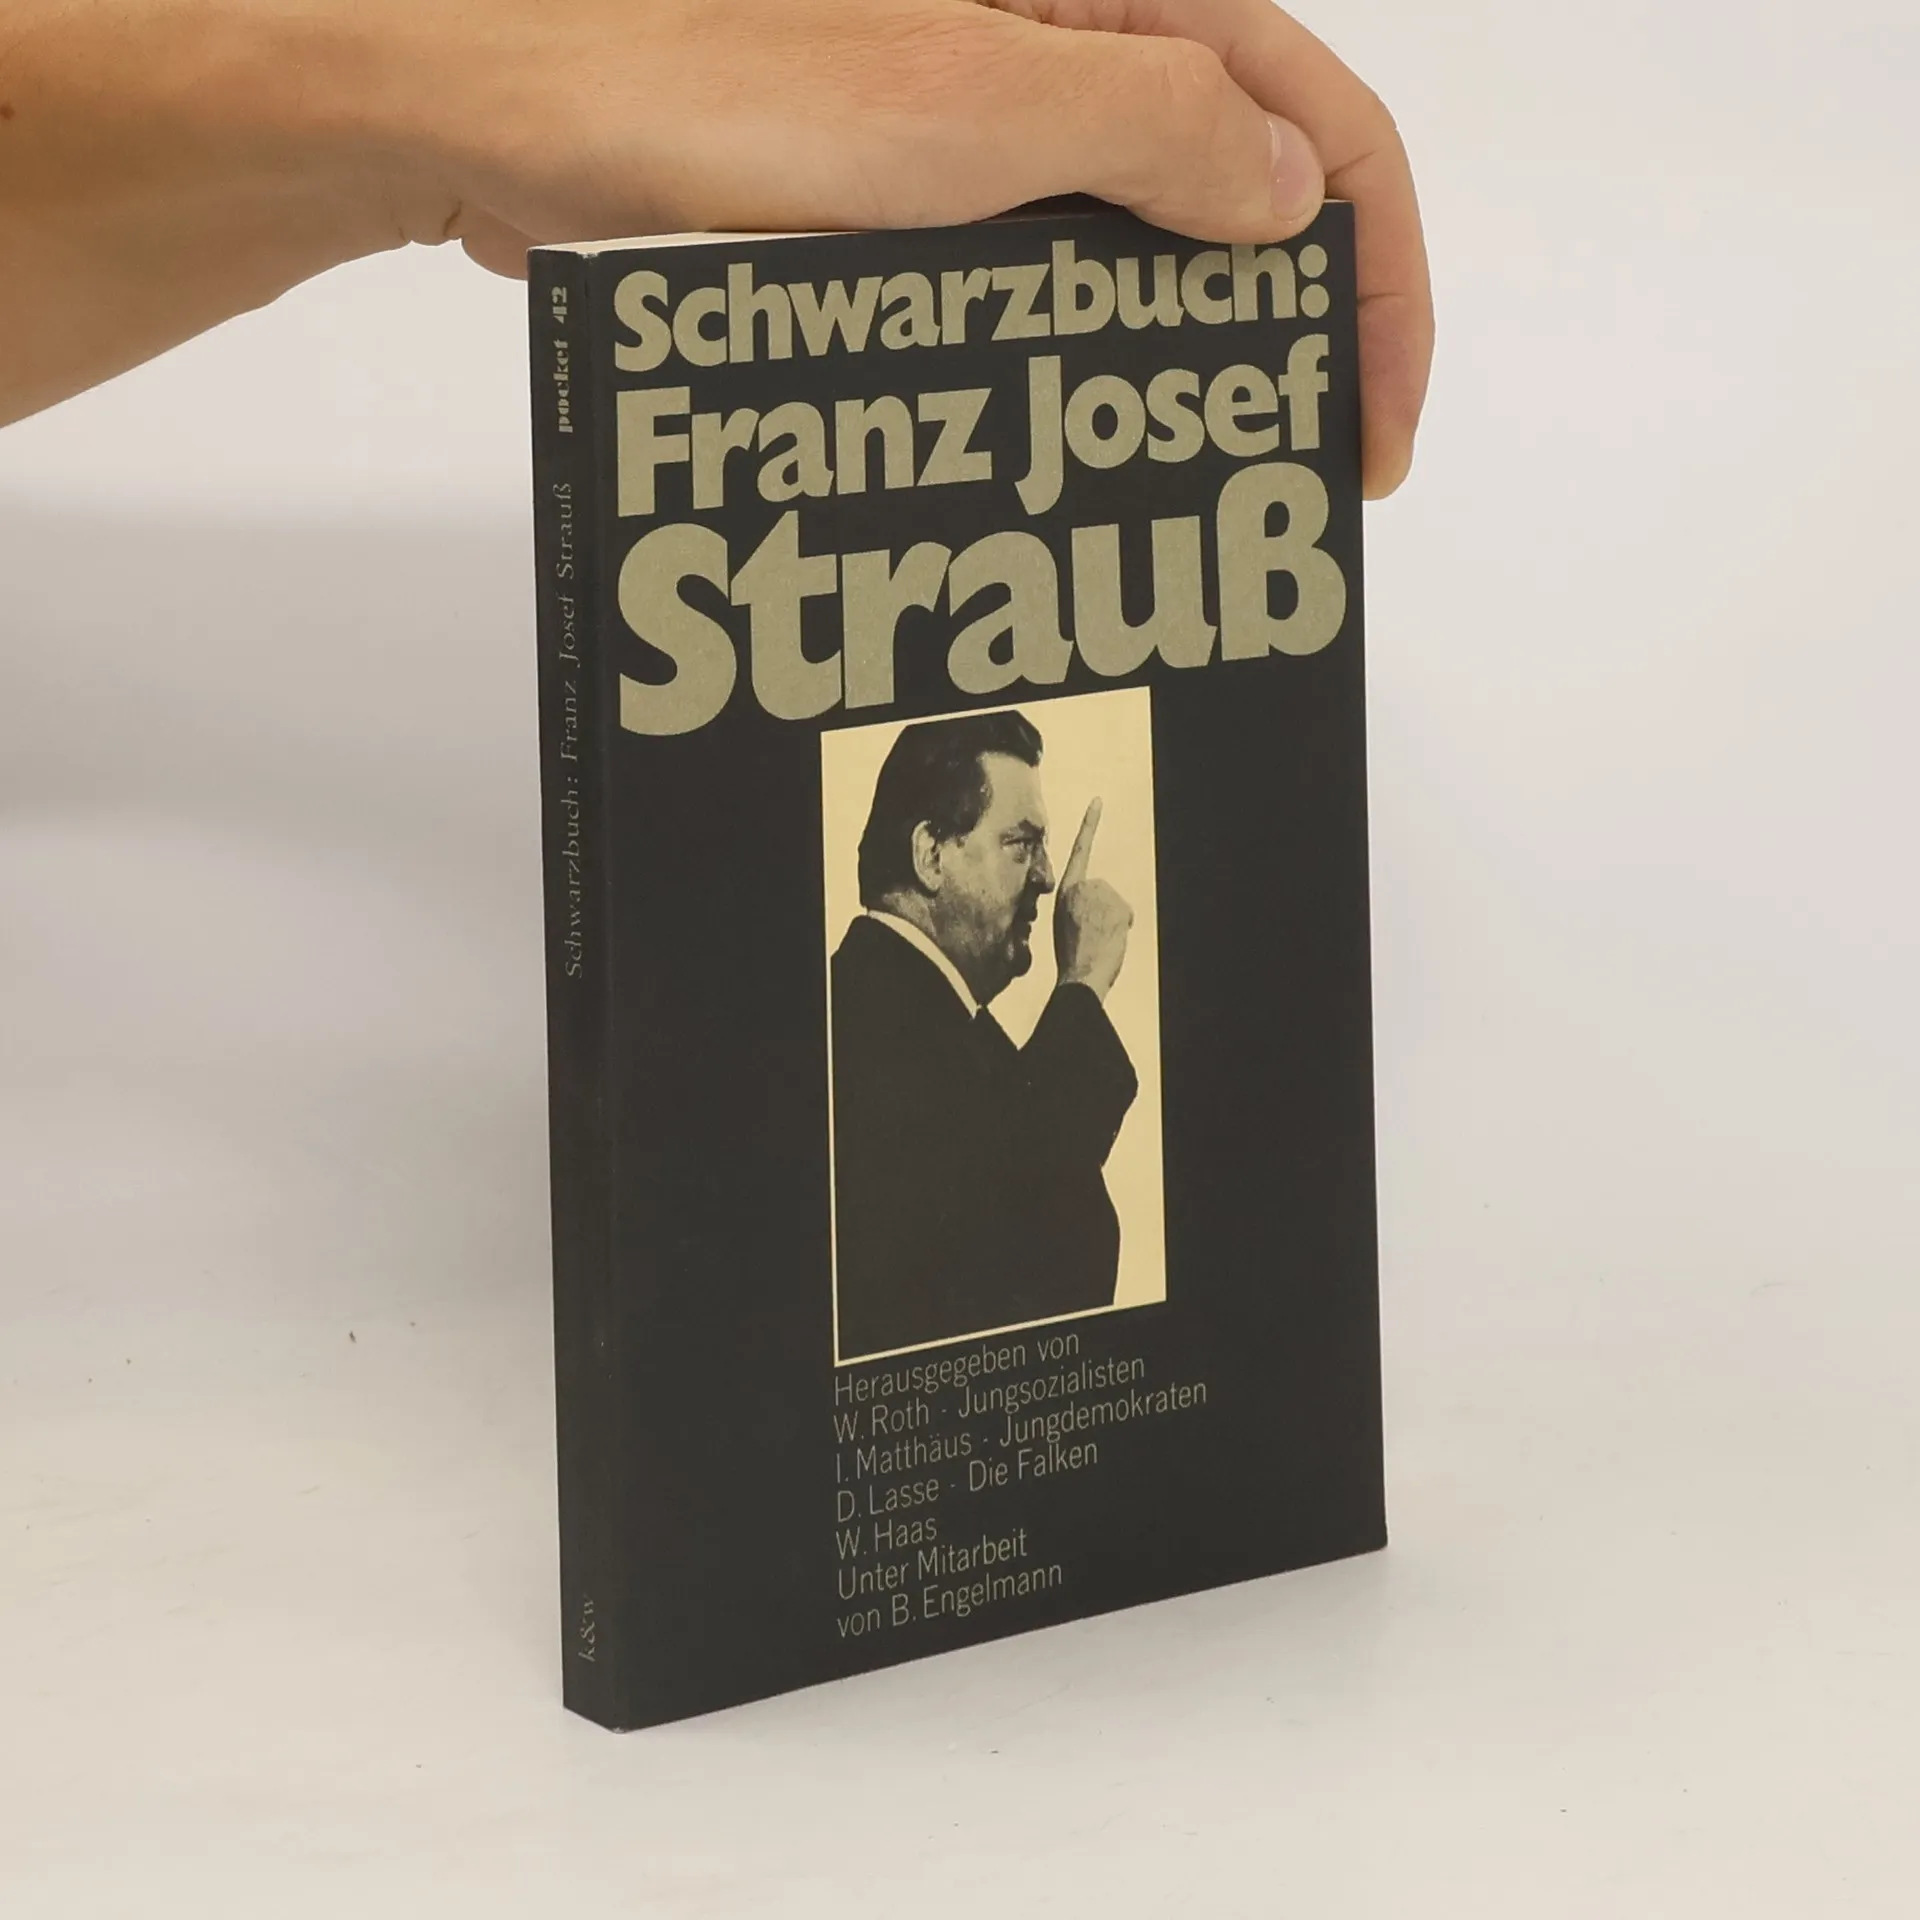 Schwarzbuch:
Franz Josef
Strauß
Herausgegeben von
W. Roth - Jungsozialisten
I. Matthäus - Jungdemokraten
D. Lasse - Die Falken
W. Haas
Unter Mitarbeit
von B. Engelmann
Schwarzbuch: Franz Josef Strauß pocket 42
k&w